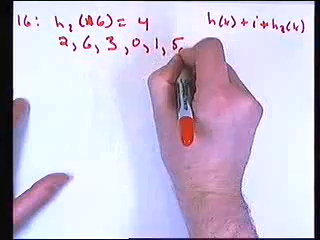 16: h₂(16) = 4
h(k) + i * h₂(k)
2, 6, 3, 0, 1, 5,